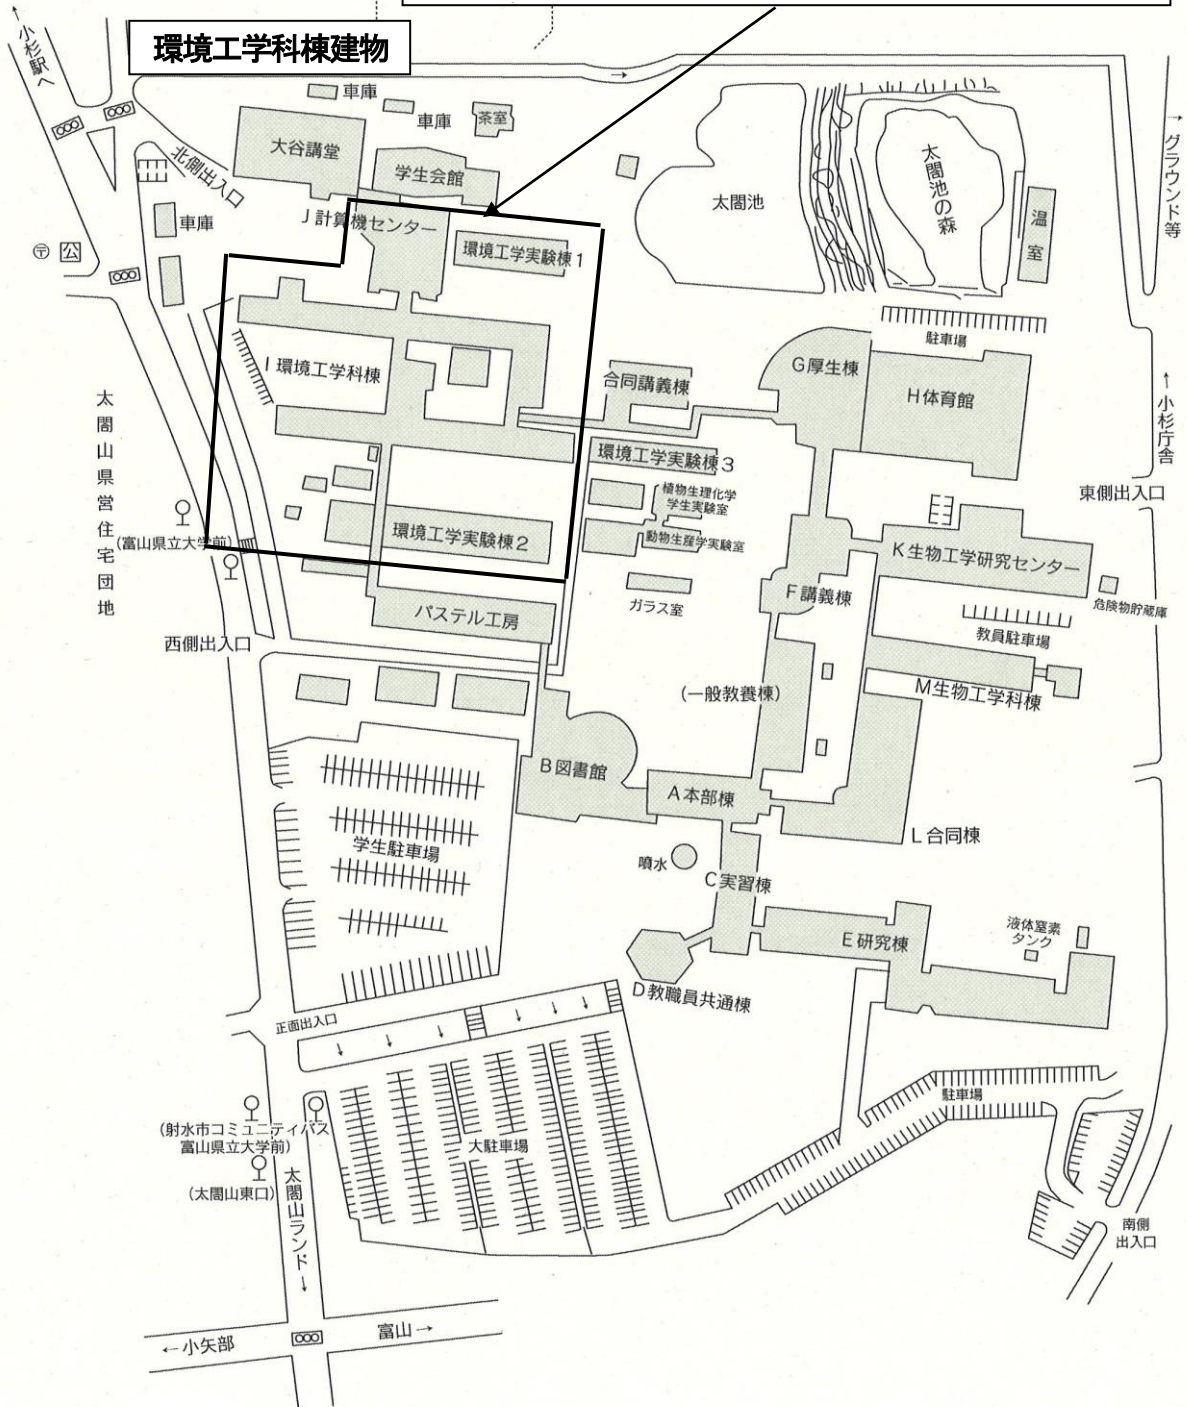 環境工学科棟建物
↑小杉駅へ
→
車庫
車庫
茶室
大谷講堂
学生会館
北側出入口
車庫
J計算機センター
環境工学実験棟1
〒 公
太閤池
太閤池の森
温室
→グラウンド等
駐車場
I環境工学科棟
合同講義棟
G厚生棟
H体育館
↑小杉庁舎
太閤山県営住宅団地
環境工学実験棟3
東側出入口
植物生理化学
学生実験室
動物生産学実験室
環境工学実験棟2
(富山県立大学前)
K生物工学研究センター
F講義棟
ガラス室
危険物貯蔵庫
パステル工房
教員駐車場
西側出入口
(一般教養棟)
M生物工学科棟
B図書館
A本部棟
学生駐車場
L合同棟
噴水
C実習棟
E研究棟
液体窒素
タンク
D教職員共通棟
正面出入口
駐車場
(射水市コミュニティバス
富山県立大学前)
大駐車場
(太閤山東口)
太閤山ランド→
南側
出入口
←小矢部
富山→